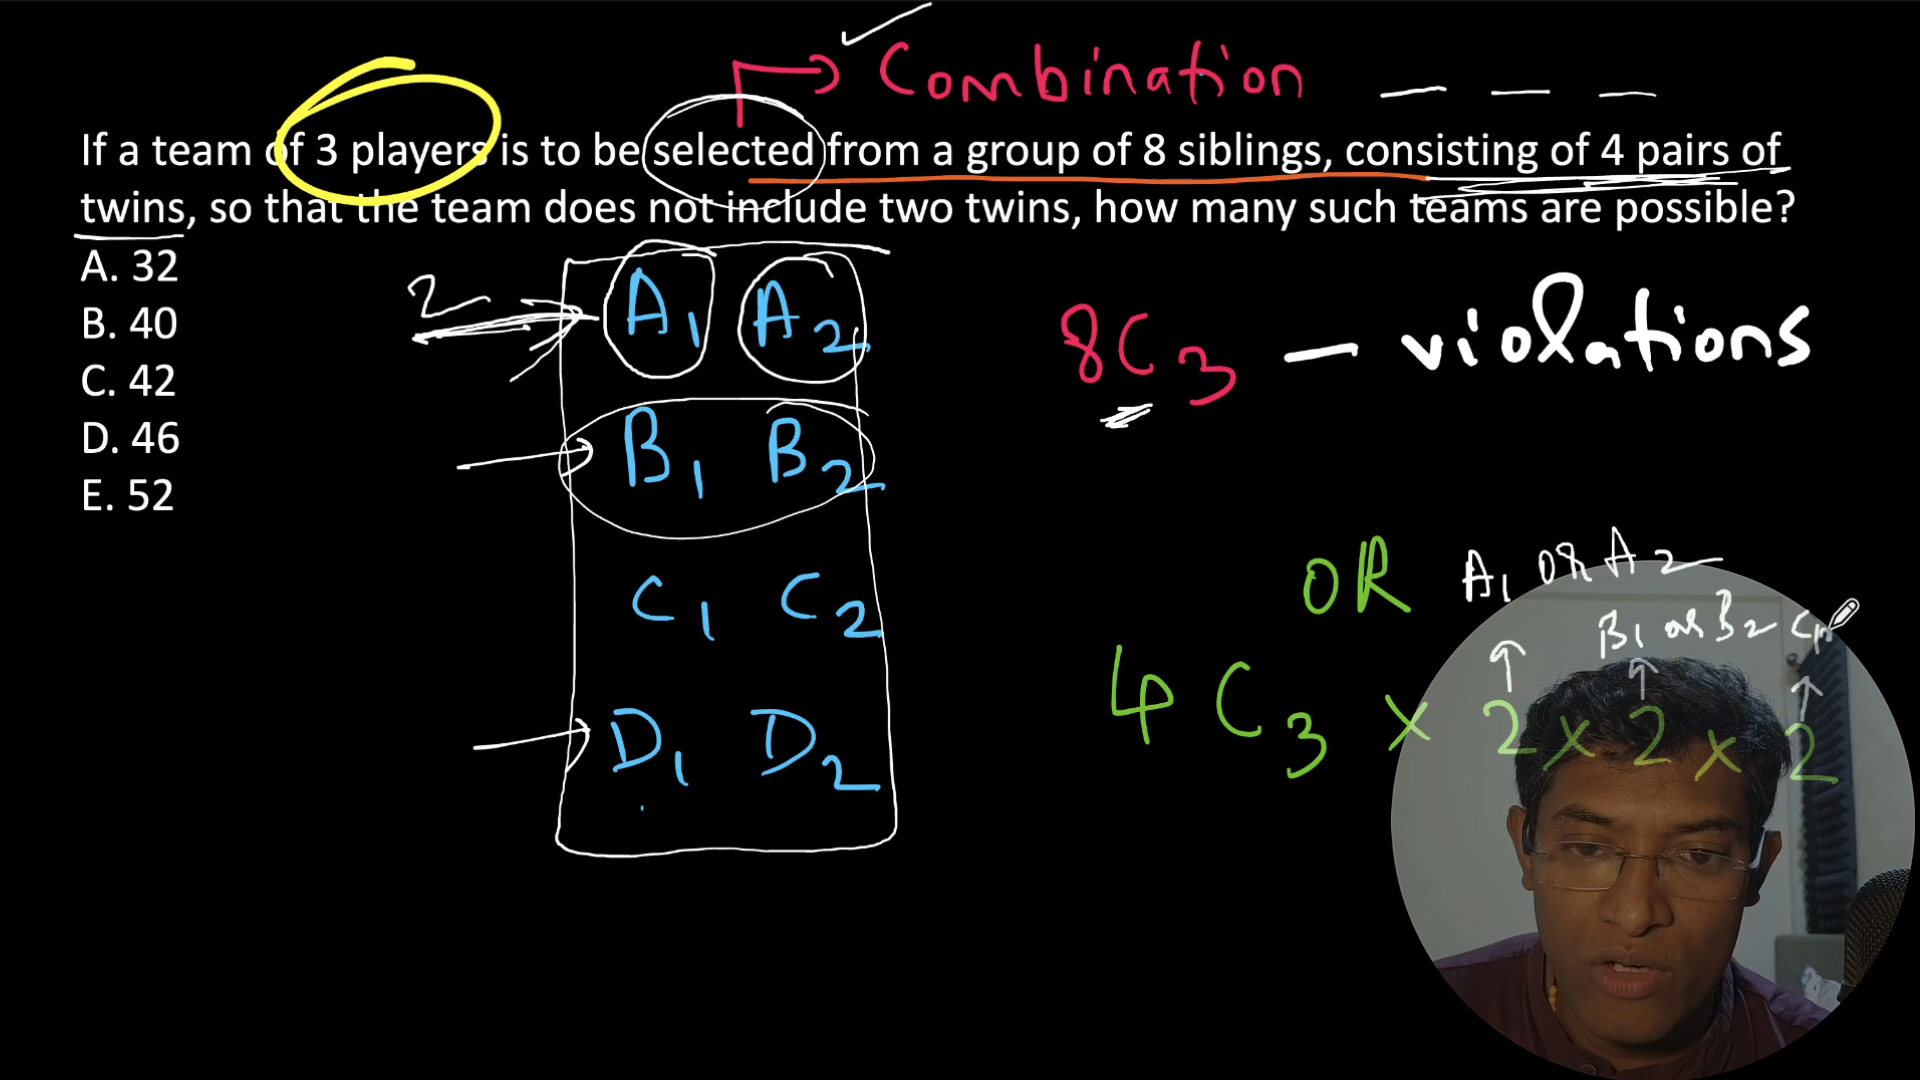 Combination
If a team of 3 players is to be selected from a group of 8 siblings, consisting of 4 pairs of
twins, so that the team does not include two twins, how many such teams are possible?
A. 32
B. 40
C. 42
D. 46
E. 52
2
A1 A2
B1 B2
C1 C2
D1 D2
8C3 — violations
OR
A1 OR A2
B1 or B2 C1
4C3 × 2 × 2 × 2